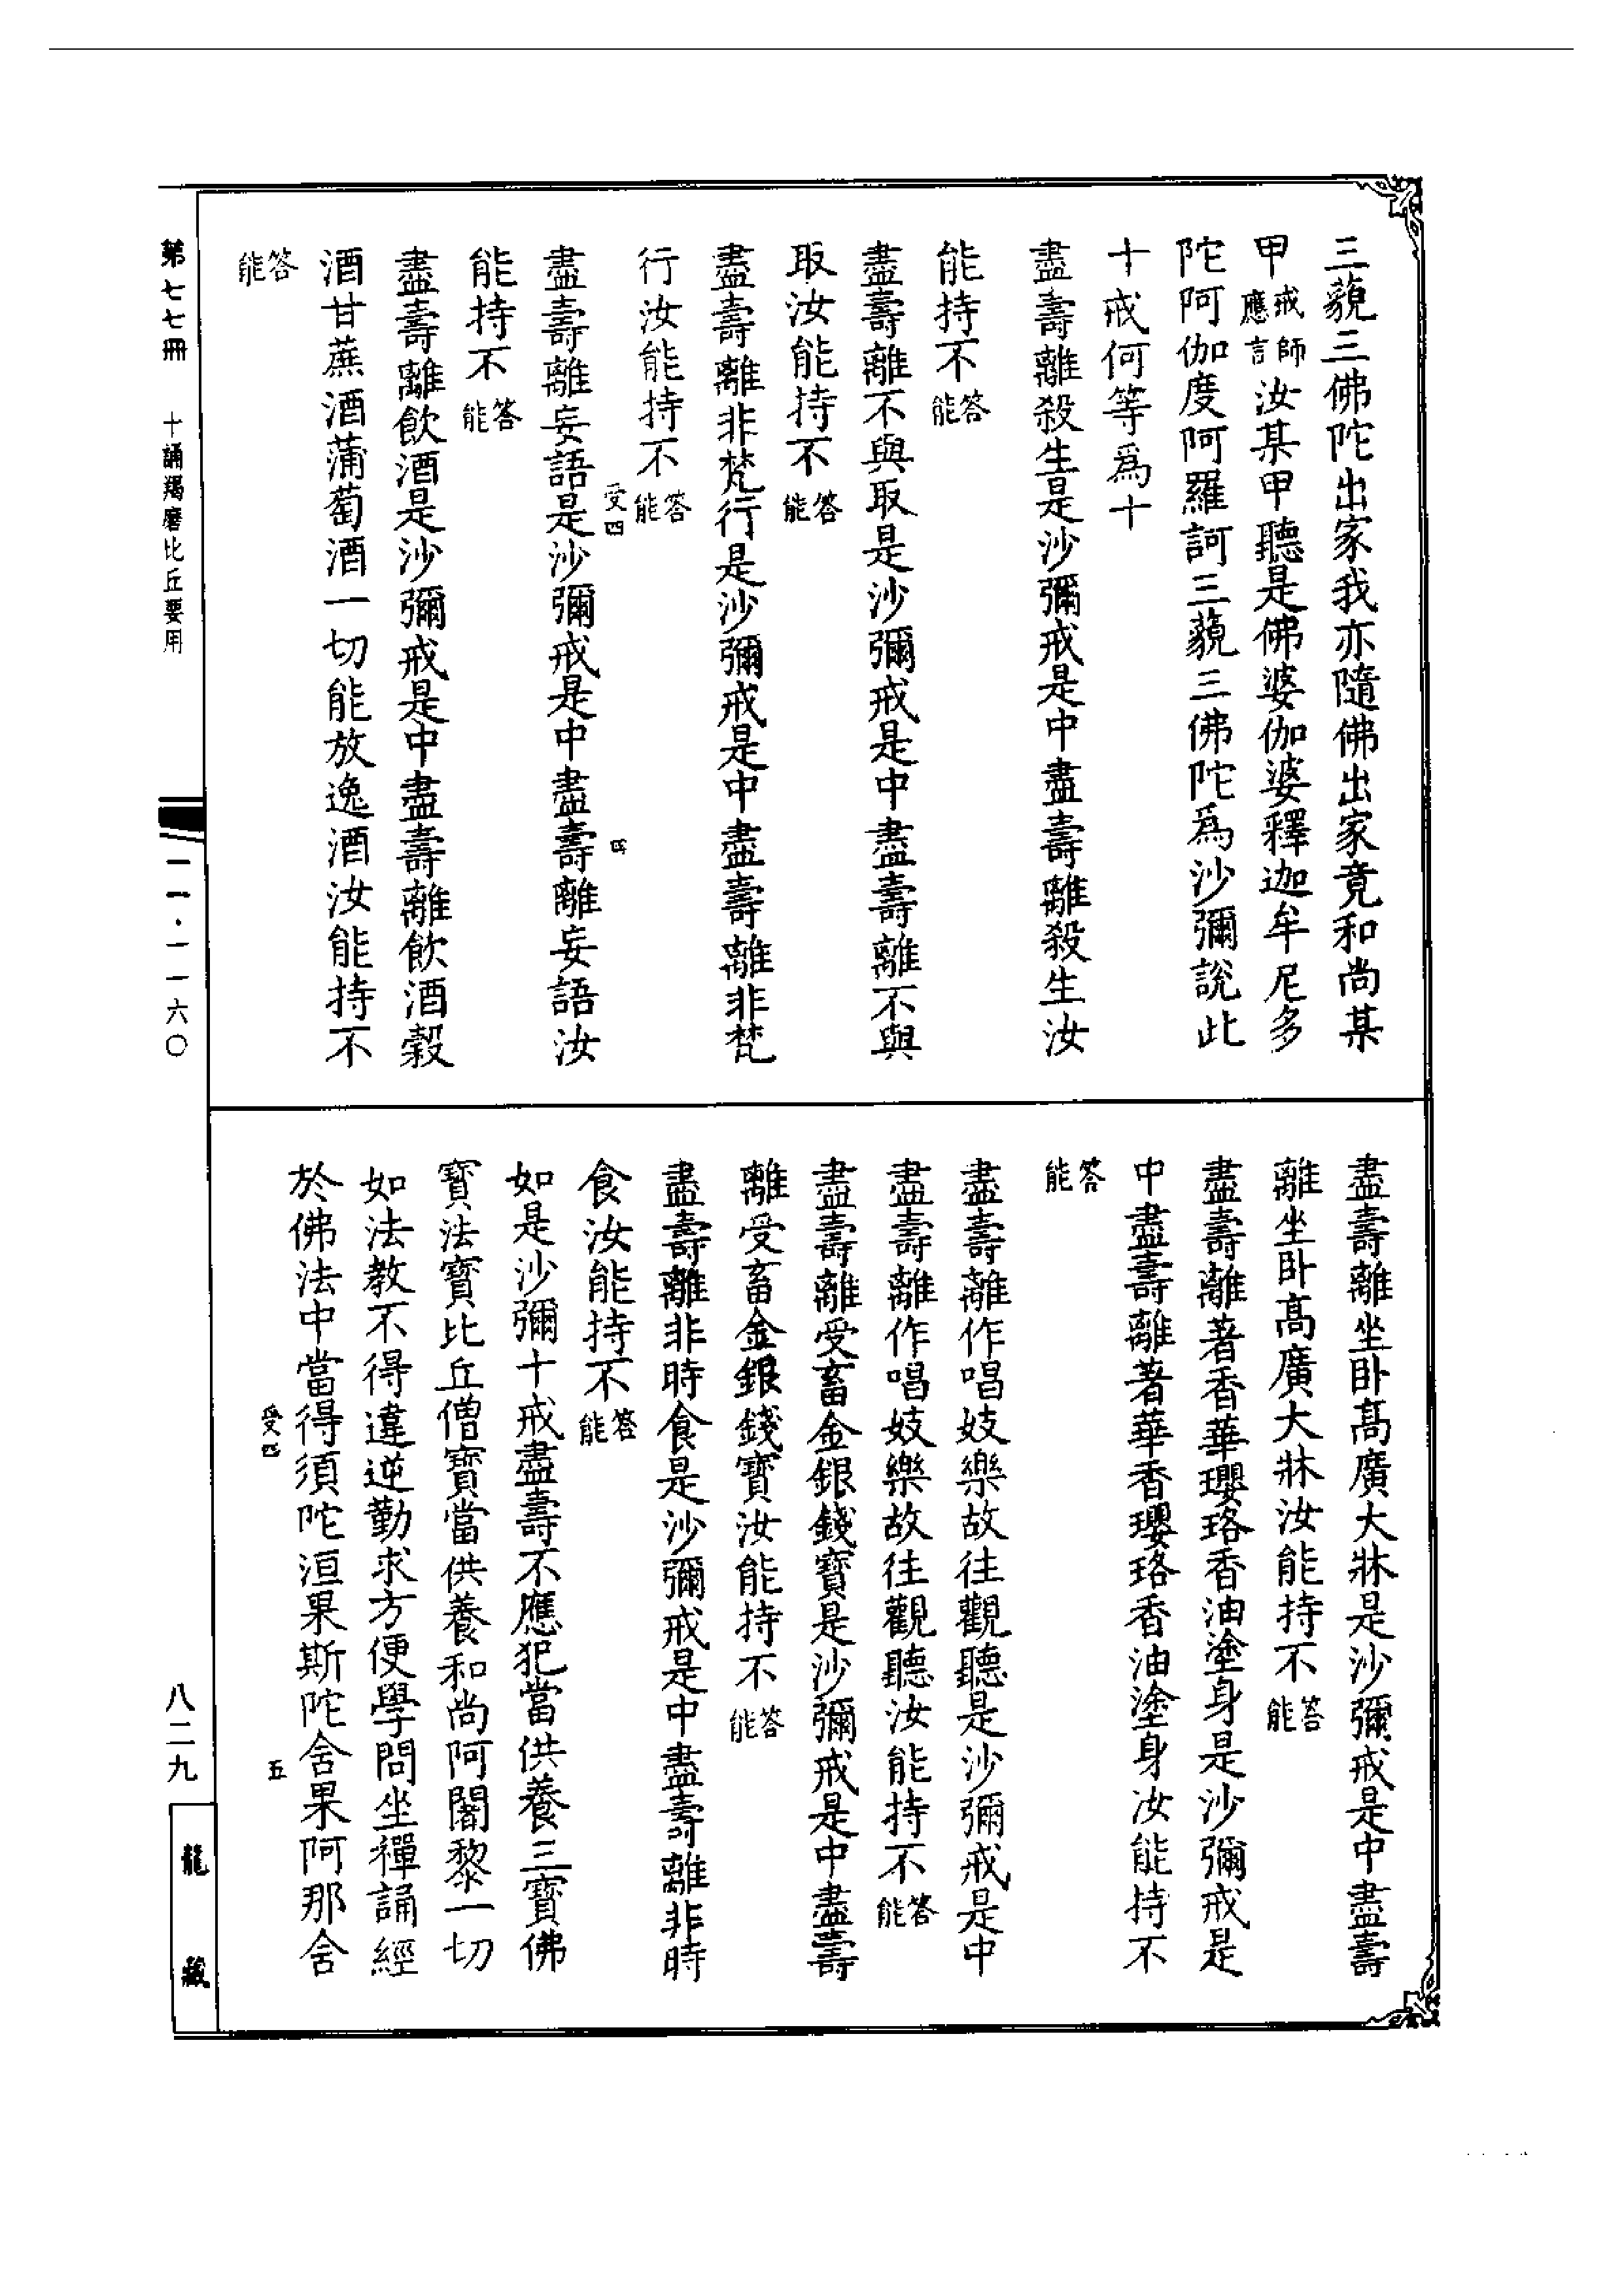 三藐三佛陀出家我亦隨佛出家竟和尚某
甲戒師應言汝某甲聽是佛婆伽婆釋迦牟尼多
陀阿伽度阿羅訶三藐三佛陀爲沙彌說此
十戒何等爲十
盡壽離殺生是沙彌戒是中盡壽離殺生汝
能持不答能
盡壽離不與取是沙彌戒是中盡壽離不與
取汝能持不答能
盡壽離非梵行是沙彌戒是中盡壽離非梵
行汝能持不答能
受四
四
盡壽離妄語是沙彌戒是中盡壽離妄語汝
能持不答能
盡壽離飲酒是沙彌戒是中盡壽離飲酒穀
酒甘蔗酒蒲萄酒一切能放逸酒汝能持不
答能
盡壽離坐卧高廣大牀是沙彌戒是中盡壽
離坐卧高廣大牀汝能持不答能
盡壽離著香華瓔珞香油塗身是沙彌戒是
中盡壽離著華香瓔珞香油塗身汝能持不
答能
盡壽離作唱妓樂故往觀聽是沙彌戒是中
盡壽離作唱妓樂故往觀聽汝能持不答能
盡壽離受畜金銀錢寶是沙彌戒是中盡壽
離受畜金銀錢寶汝能持不答能
盡壽離非時食是沙彌戒是中盡壽離非時
食汝能持不答能
如是沙彌十戒盡壽不應犯當供養三寶佛
寶法寶比丘僧寶當供養和尚阿闍黎一切
如法教不得違逆勤求方便學問坐禪誦經
於佛法中當得須陀洹果斯陀含果阿那含
受四
五
第七七冊
十誦羯磨比丘要用
一一·一一六〇
八二九
龍藏